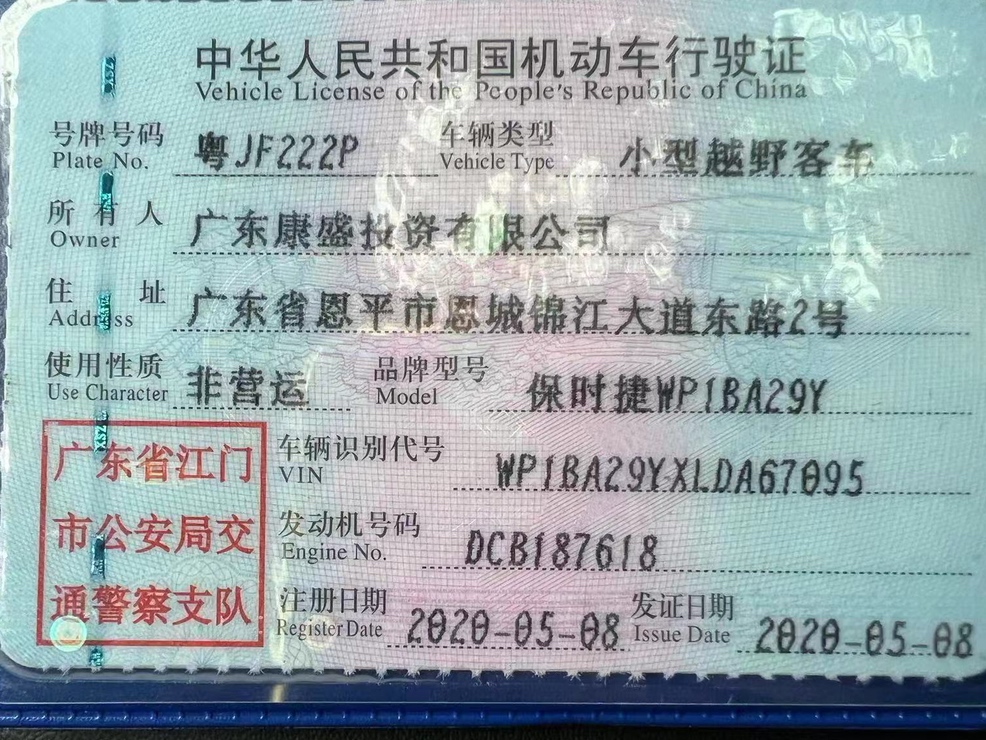 中华人民共和国机动车行驶证
Vehicle License of the People's Republic of China
号牌号码 粤JF222P 车辆类型 小型越野客车
Plate No. Vehicle Type
所有人 广东康盛投资有限公司
Owner
住址 广东省恩平市恩城锦江大道东路2号
Address
使用性质 非营运 品牌型号 保时捷WP1BA29Y
Use Character Model
广东省江门
市公安局交
通警察支队
车辆识别代号 WP1BA29YXLDA67095
VIN
发动机号码 DCB187618
Engine No.
注册日期 2020-05-08 发证日期 2020-05-08
Register Date Issue Date